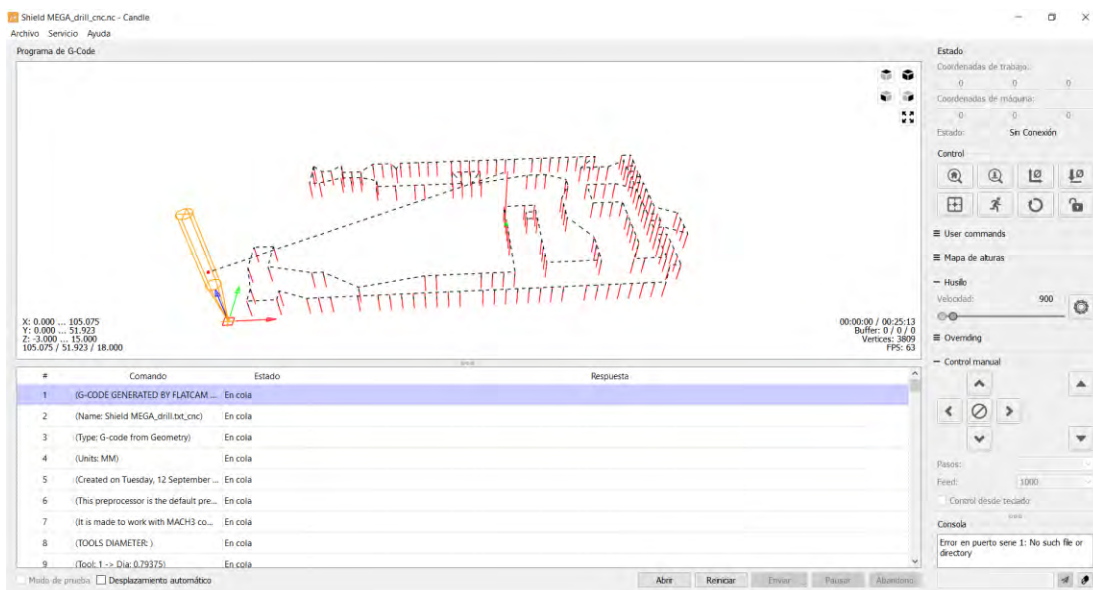 Shield MEGA_drill_cnc.nc - Candle
Archivo Servicio Ayuda
Programa de G-Code
X: 0.000 ... 105.075
Y: 0.000 ... 51.923
Z: -3.000 ... 15.000
105.075 / 51.923 / 18.000
00:00:00 / 00:25:13
Buffer: 0 / 0 / 0
Vertices: 3809
FPS: 63
# Comando Estado Respuesta
1 (G-CODE GENERATED BY FLATCAM ... En cola
2 (Name: Shield MEGA_drill.txt_cnc) En cola
3 (Type: G-code from Geometry) En cola
4 (Units: MM) En cola
5 (Created on Tuesday, 12 September ... En cola
6 (This preprocessor is the default pre... En cola
7 (It is made to work with MACH3 co... En cola
8 (TOOLS DIAMETER: ) En cola
9 (Tool: 1 -> Dia: 0.79375) En cola
Modo de prueba Desplazamiento automático
Abrir Reiniciar Enviar Pausar Abandono
Estado
Coordenadas de trabajo:
0 0 0
Coordenadas de máquina:
0 0 0
Estado: Sin Conexión
Control
User commands
Mapa de alturas
Husilo
Velocidad: 900
Overriding
Control manual
Pasos:
Feed: 1000
Control desde teclado
Consola
Error en puerto serie 1: No such file or
directory